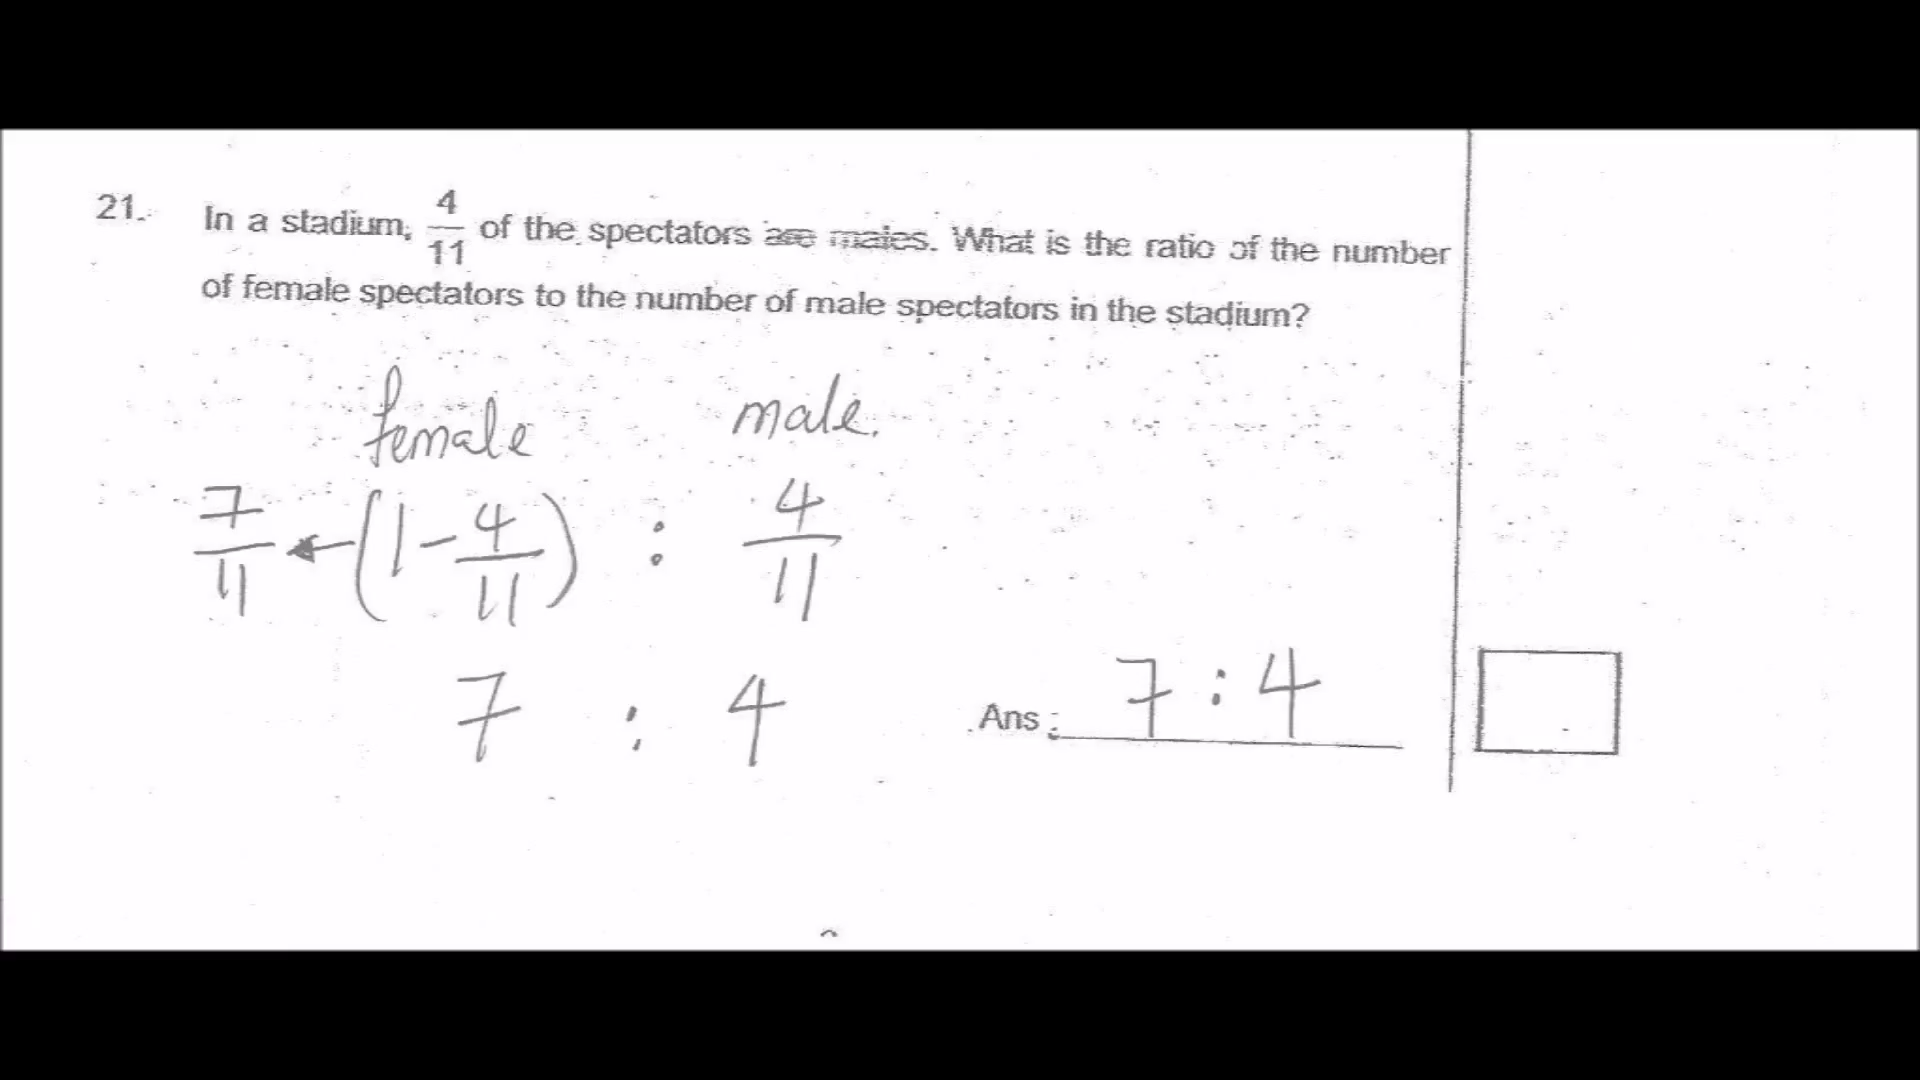 21. In a stadium, 4/11 of the spectators are males. What is the ratio of the number
of female spectators to the number of male spectators in the stadium?
female male.
7/11 ← (1 - 4/11) : 4/11
7 : 4
Ans : 7 : 4